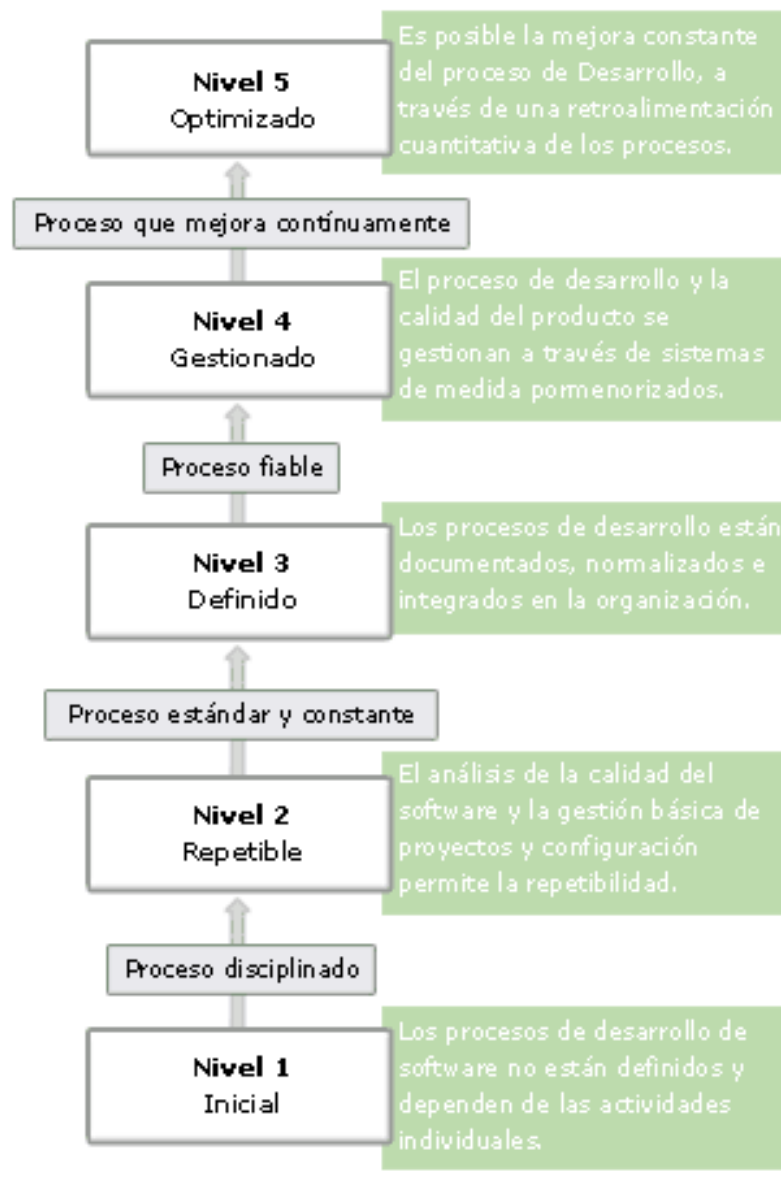 Nivel 5
Optimizado
Es posible la mejora constante
del proceso de Desarrollo, a
través de una retroalimentación
cuantitativa de los procesos.
Proceso que mejora contínuamente
Nivel 4
Gestionado
El proceso de desarrollo y la
calidad del producto se
gestionan a través de sistemas
de medida pormenorizados.
Proceso fiable
Nivel 3
Definido
Los procesos de desarrollo están
documentados, normalizados e
integrados en la organización.
Proceso estándar y constante
Nivel 2
Repetible
El análisis de la calidad del
software y la gestión básica de
proyectos y configuración
permite la repetibilidad.
Proceso disciplinado
Nivel 1
Inicial
Los procesos de desarrollo de
software no están definidos y
dependen de las actividades
individuales.